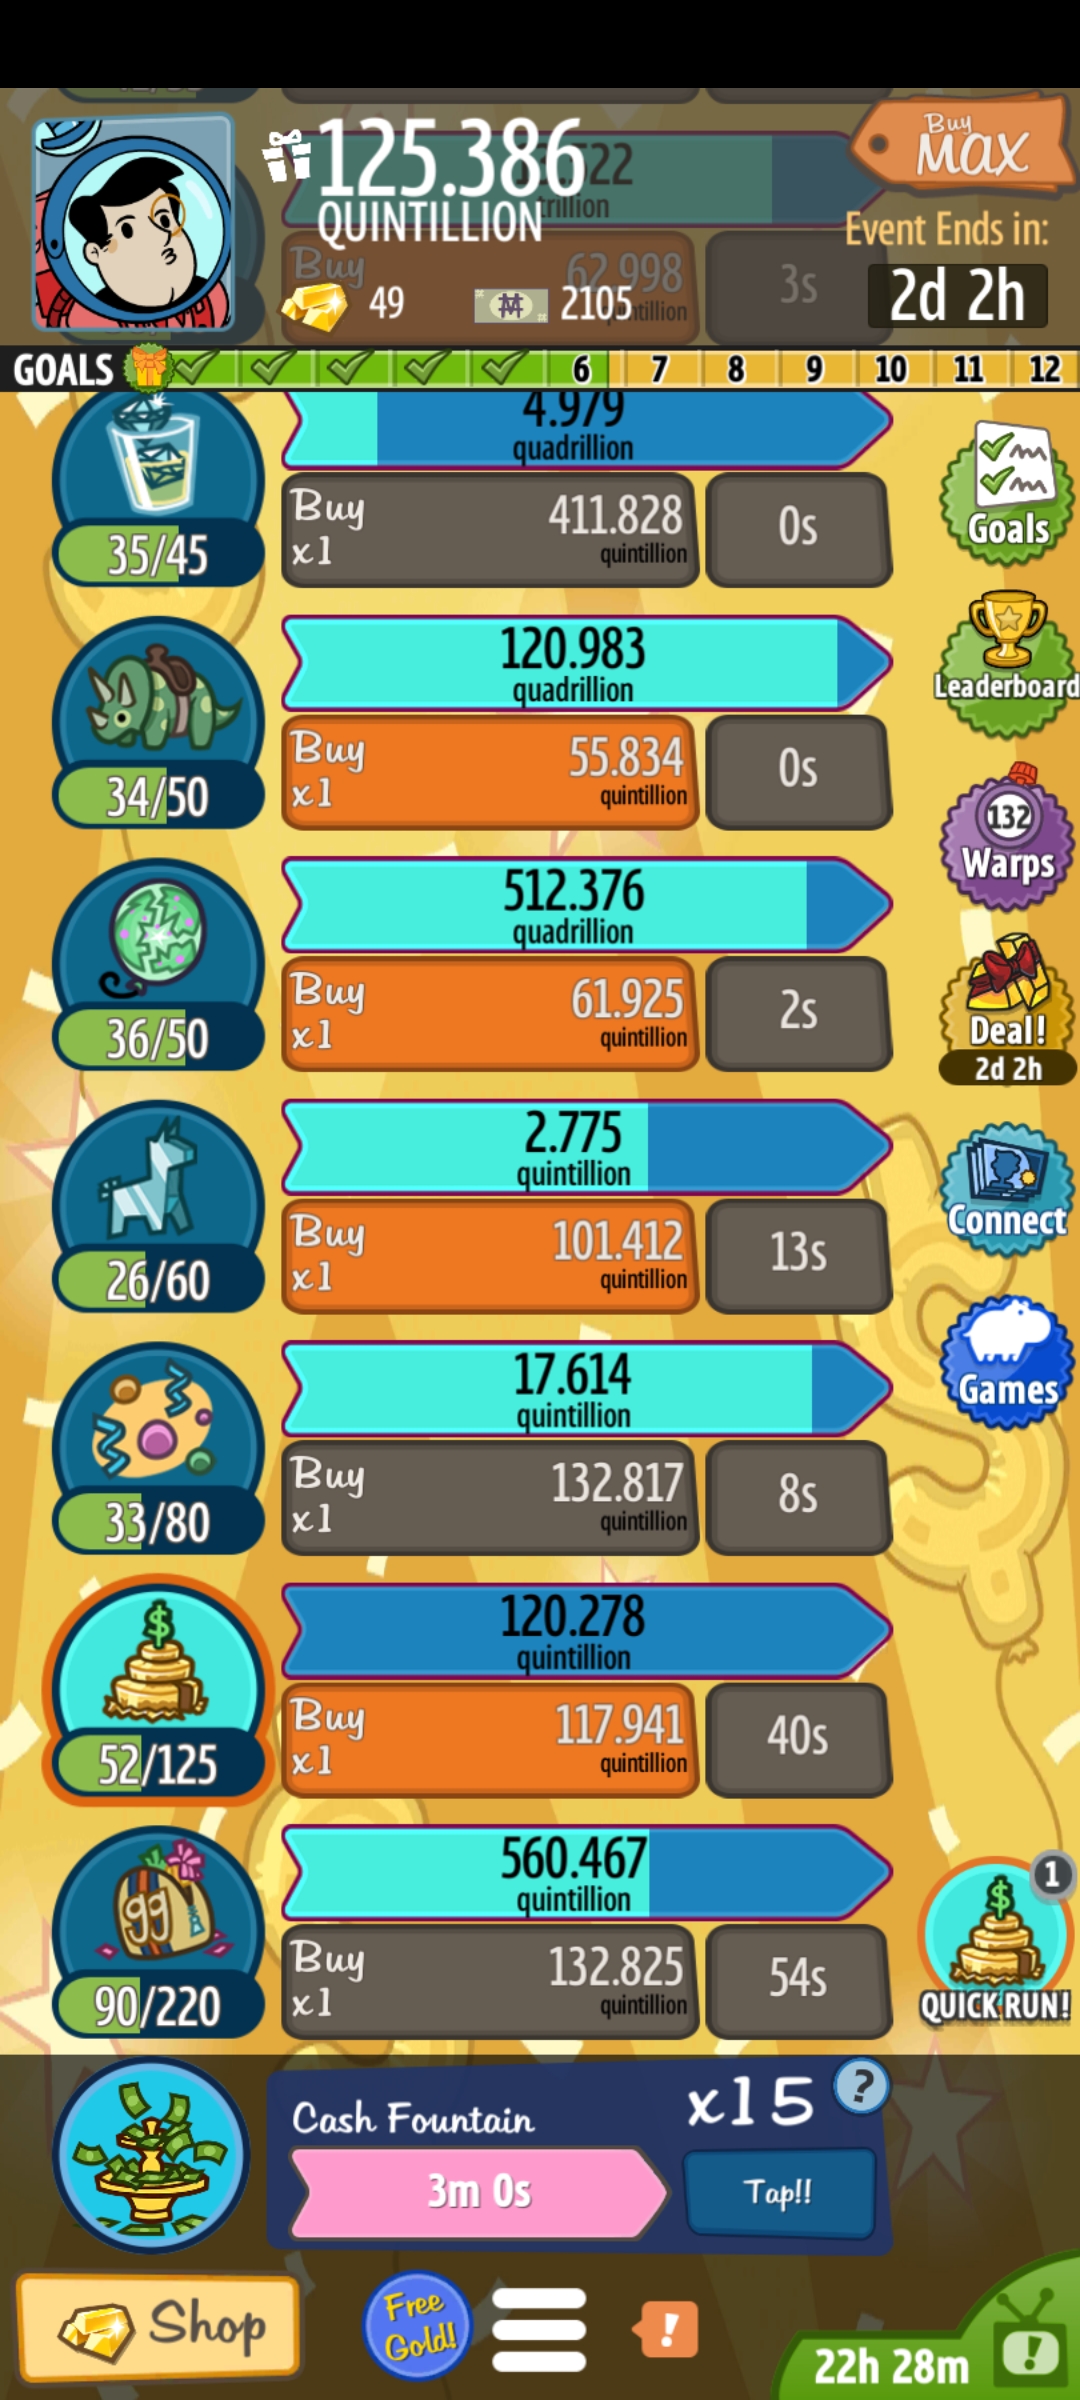 125.386
QUINTILLION
Buy
MAX
trillion
Event Ends in:
Buy
62.998
3s
2d 2h
49
2105
GOALS
6
7
8
9
10
11
12
4.979
quadrillion
35/45
Buy
x1
411.828
quintillion
0s
Goals
120.983
quadrillion
34/50
Buy
x1
55.834
quintillion
0s
Leaderboard
132
Warps
512.376
quadrillion
36/50
Buy
x1
61.925
quintillion
2s
Deal!
2d 2h
2.775
quintillion
26/60
Buy
x1
101.412
quintillion
13s
Connect
17.614
quintillion
33/80
Buy
x1
132.817
quintillion
8s
Games
$
120.278
quintillion
52/125
Buy
x1
117.941
quintillion
40s
99
560.467
quintillion
90/220
Buy
x1
132.825
quintillion
54s
1
$
QUICK RUN!
Cash Fountain
x15
?
3m 0s
Tap!!
Shop
Free
Gold!
!
22h 28m
!